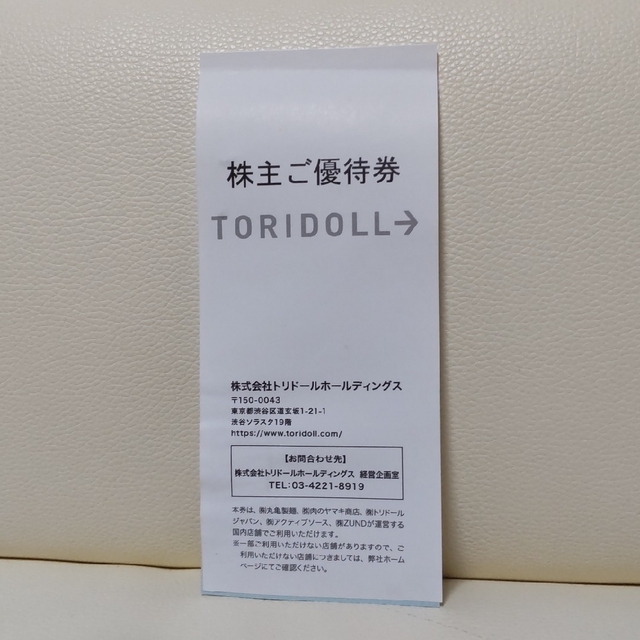 株主ご優待券
TORIDOLL→
株式会社トリドールホールディングス
〒150-0043
東京都渋谷区道玄坂1-21-1
渋谷ソラスタ19階
https://www.toridoll.com/
【お問合わせ先】
株式会社トリドールホールディングス 経営企画室
TEL:03-4221-8919
本券は、㈱丸亀製麺、㈱肉のヤマキ商店、㈱トリドール
ジャパン、㈱アクティブソース、㈱ZUNDが運営する
国内店舗でご利用いただけます。
※一部ご利用いただけない店舗がありますので、ご
利用いただけない店舗につきましては、弊社ホーム
ページにてご確認ください。